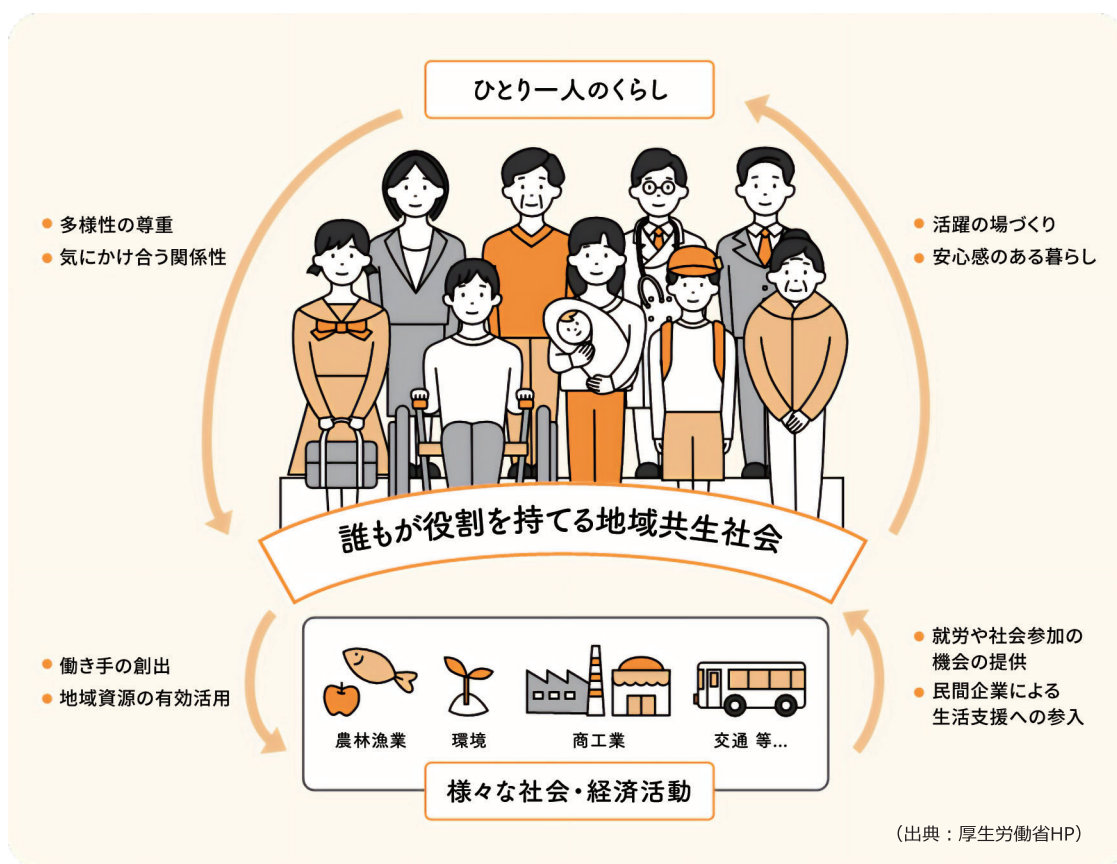 ひとり一人のくらし
多様性の尊重
気にかけ合う関係性
活躍の場づくり
安心感のある暮らし
誰もが役割を持てる地域共生社会
働き手の創出
地域資源の有効活用
就労や社会参加の
機会の提供
民間企業による
生活支援への参入
農林漁業
環境
商工業
交通 等...
様々な社会・経済活動
（出典：厚生労働省HP）